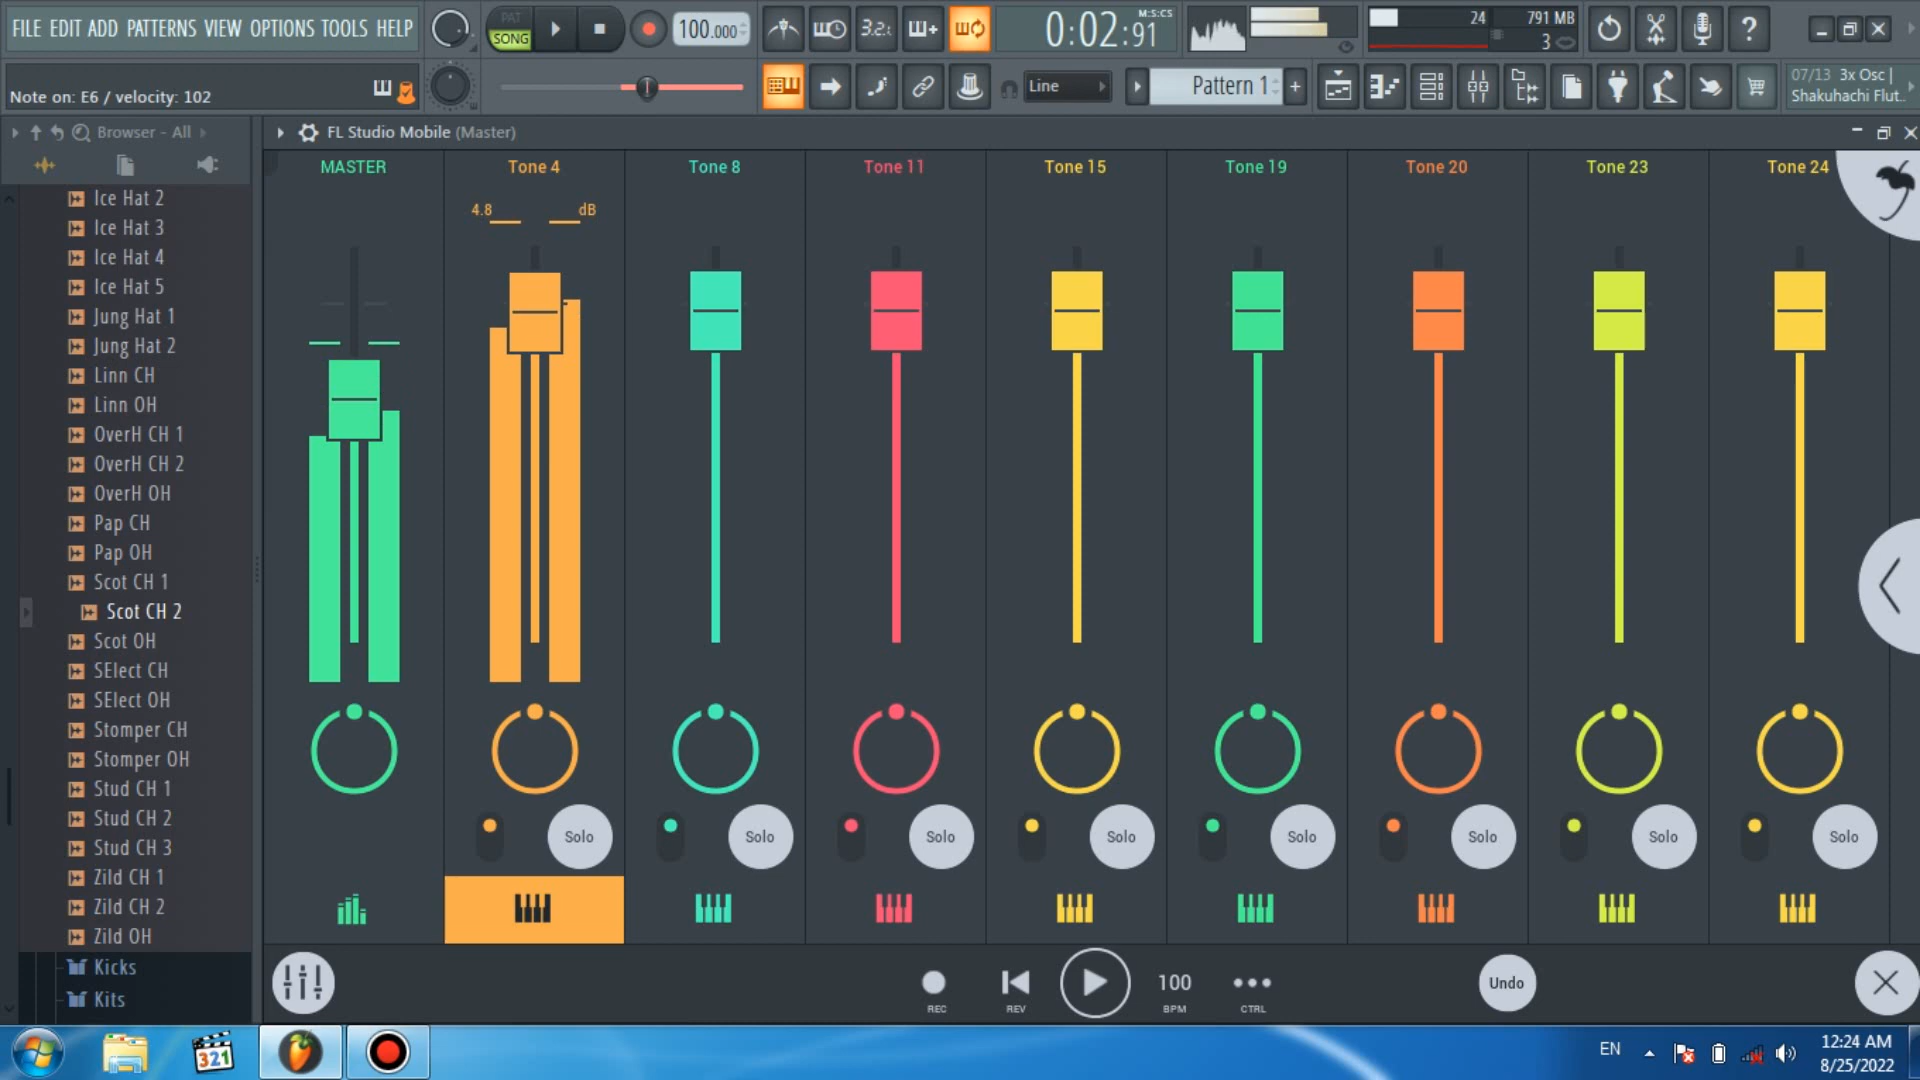 FILE EDIT ADD PATTERNS VIEW OPTIONS TOOLS HELP
PAT
SONG
100.000
3.2.
0:02:91
M:S:CS
24
791 MB
3
?
Note on: E6 / velocity: 102
Line
Pattern 1
+
07/13 3x Osc |
Shakuhachi Flut..
Browser - All
FL Studio Mobile (Master)
Ice Hat 2
Ice Hat 3
Ice Hat 4
Ice Hat 5
Jung Hat 1
Jung Hat 2
Linn CH
Linn OH
OverH CH 1
OverH CH 2
OverH OH
Pap CH
Pap OH
Scot CH 1
Scot CH 2
Scot OH
SElect CH
SElect OH
Stomper CH
Stomper OH
Stud CH 1
Stud CH 2
Stud CH 3
Zild CH 1
Zild CH 2
Zild OH
Kicks
Kits
MASTER
Tone 4
Tone 8
Tone 11
Tone 15
Tone 19
Tone 20
Tone 23
Tone 24
4.8 dB
Solo
Solo
Solo
Solo
Solo
Solo
Solo
Solo
REC
REV
100
BPM
CTRL
Undo
321
EN
12:24 AM
8/25/2022